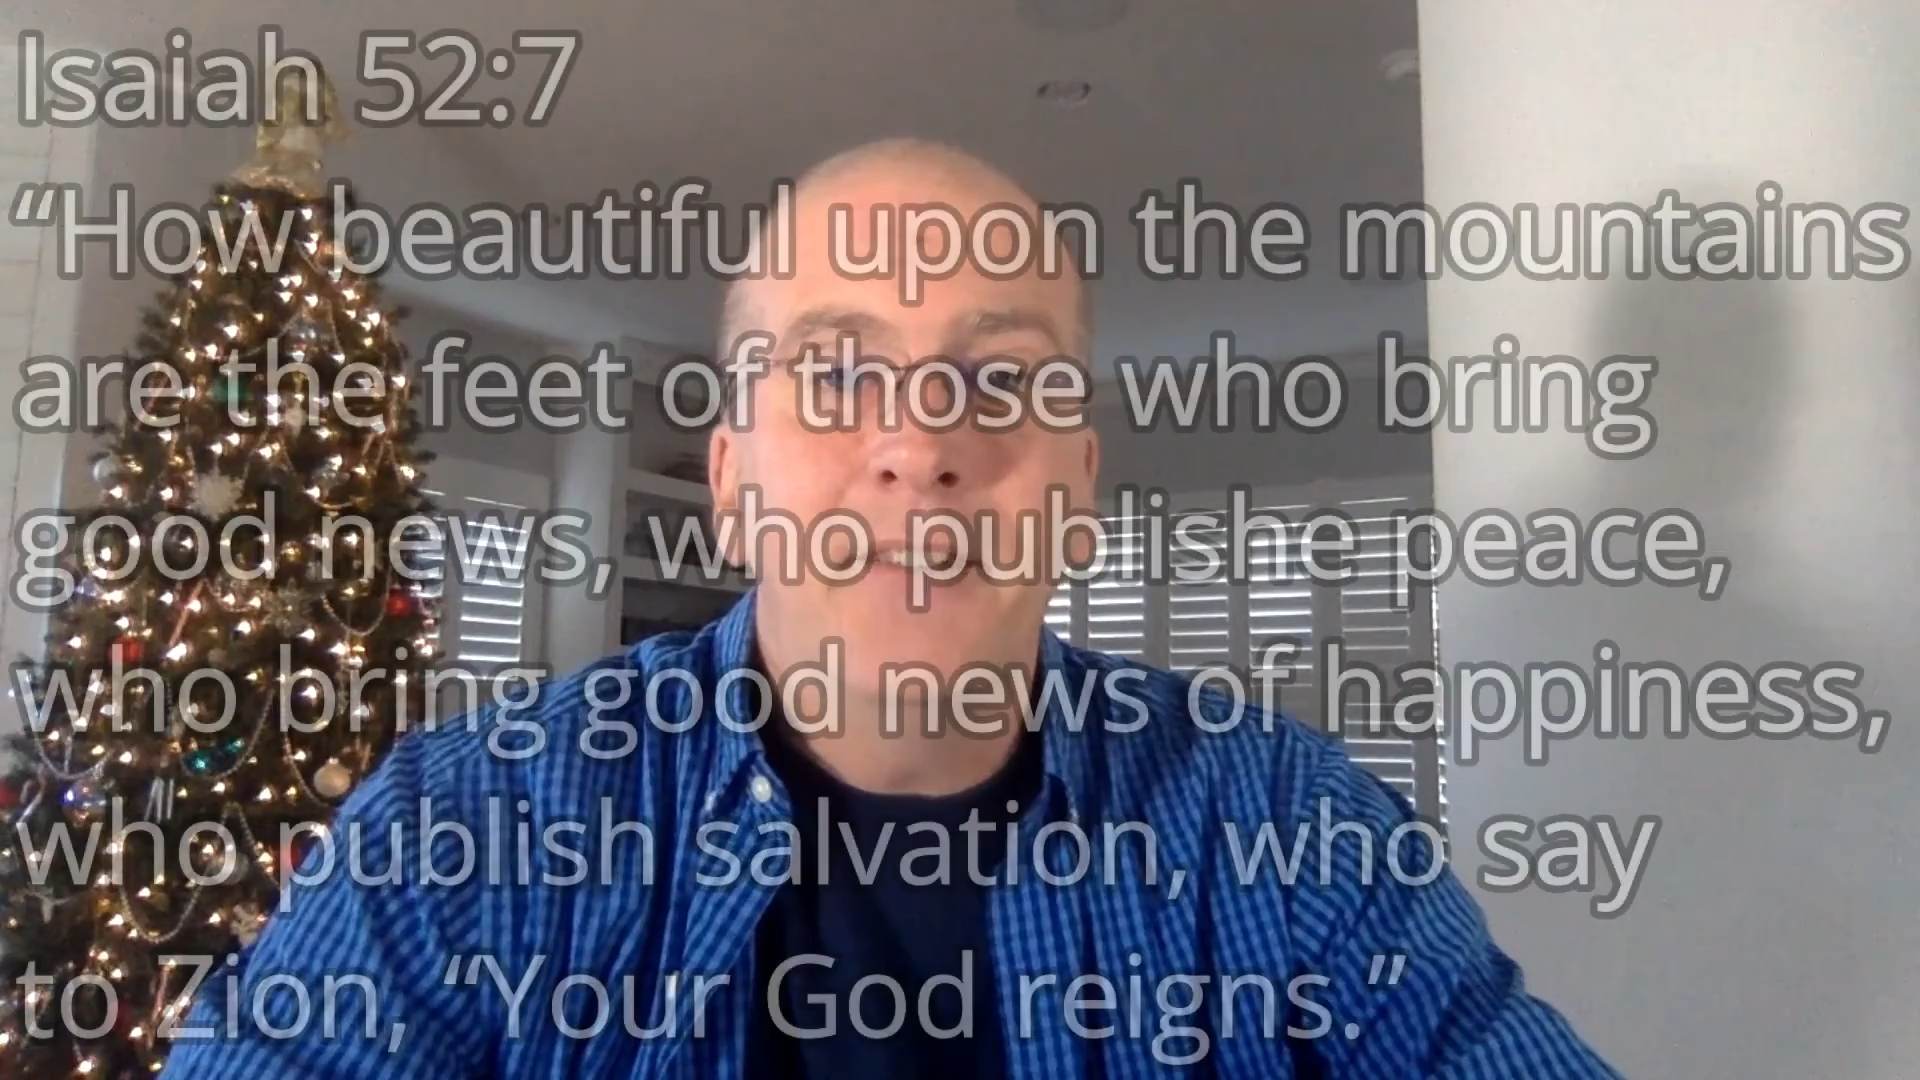 Isaiah 52:7
“How beautiful upon the mountains
are the feet of those who bring
good news, who publishe peace,
who bring good news of happiness,
who publish salvation, who say
to Zion, “Your God reigns.”